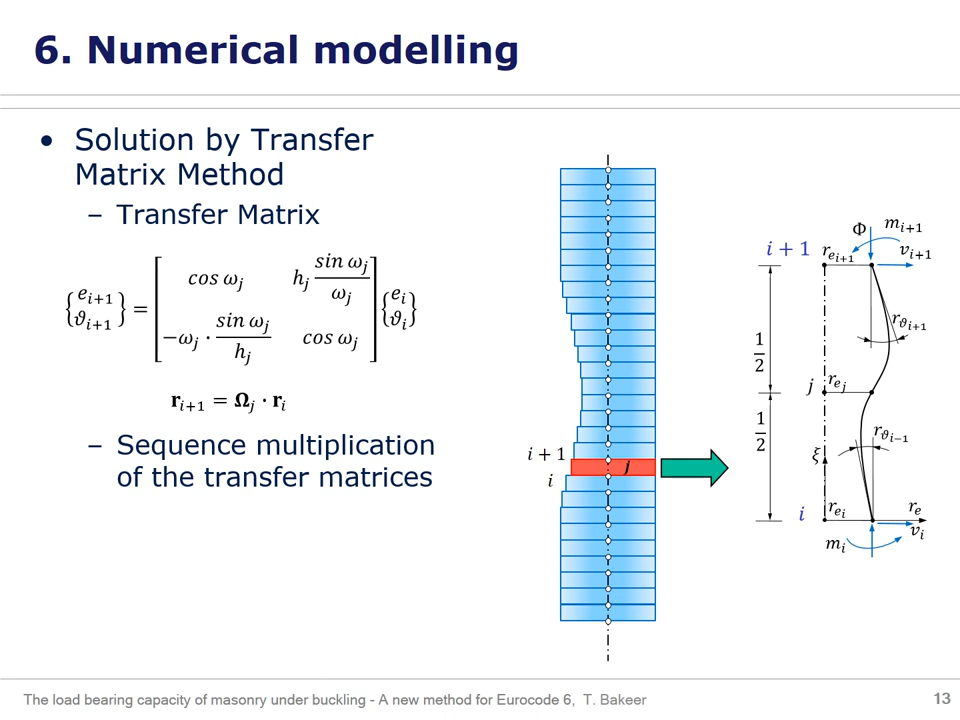 6. Numerical modelling
• Solution by Transfer
Matrix Method
– Transfer Matrix
{e_{i+1} ϑ_{i+1}} = [cos ω_j h_j sin ω_j / ω_j −ω_j · sin ω_j / h_j cos ω_j] {e_i ϑ_i}
r_{i+1} = Ω_j · r_i
– Sequence multiplication
of the transfer matrices
i + 1
i
j
Φ
m_{i+1}
i + 1
r_{e_{i+1}}
v_{i+1}
r_{ϑ_{i+1}}
1/2
j
r_{e_j}
1/2
r_{ϑ_{i−1}}
ξ
i
r_{e_i}
r_e
v_i
m_i
The load bearing capacity of masonry under buckling - A new method for Eurocode 6, T. Bakeer
13